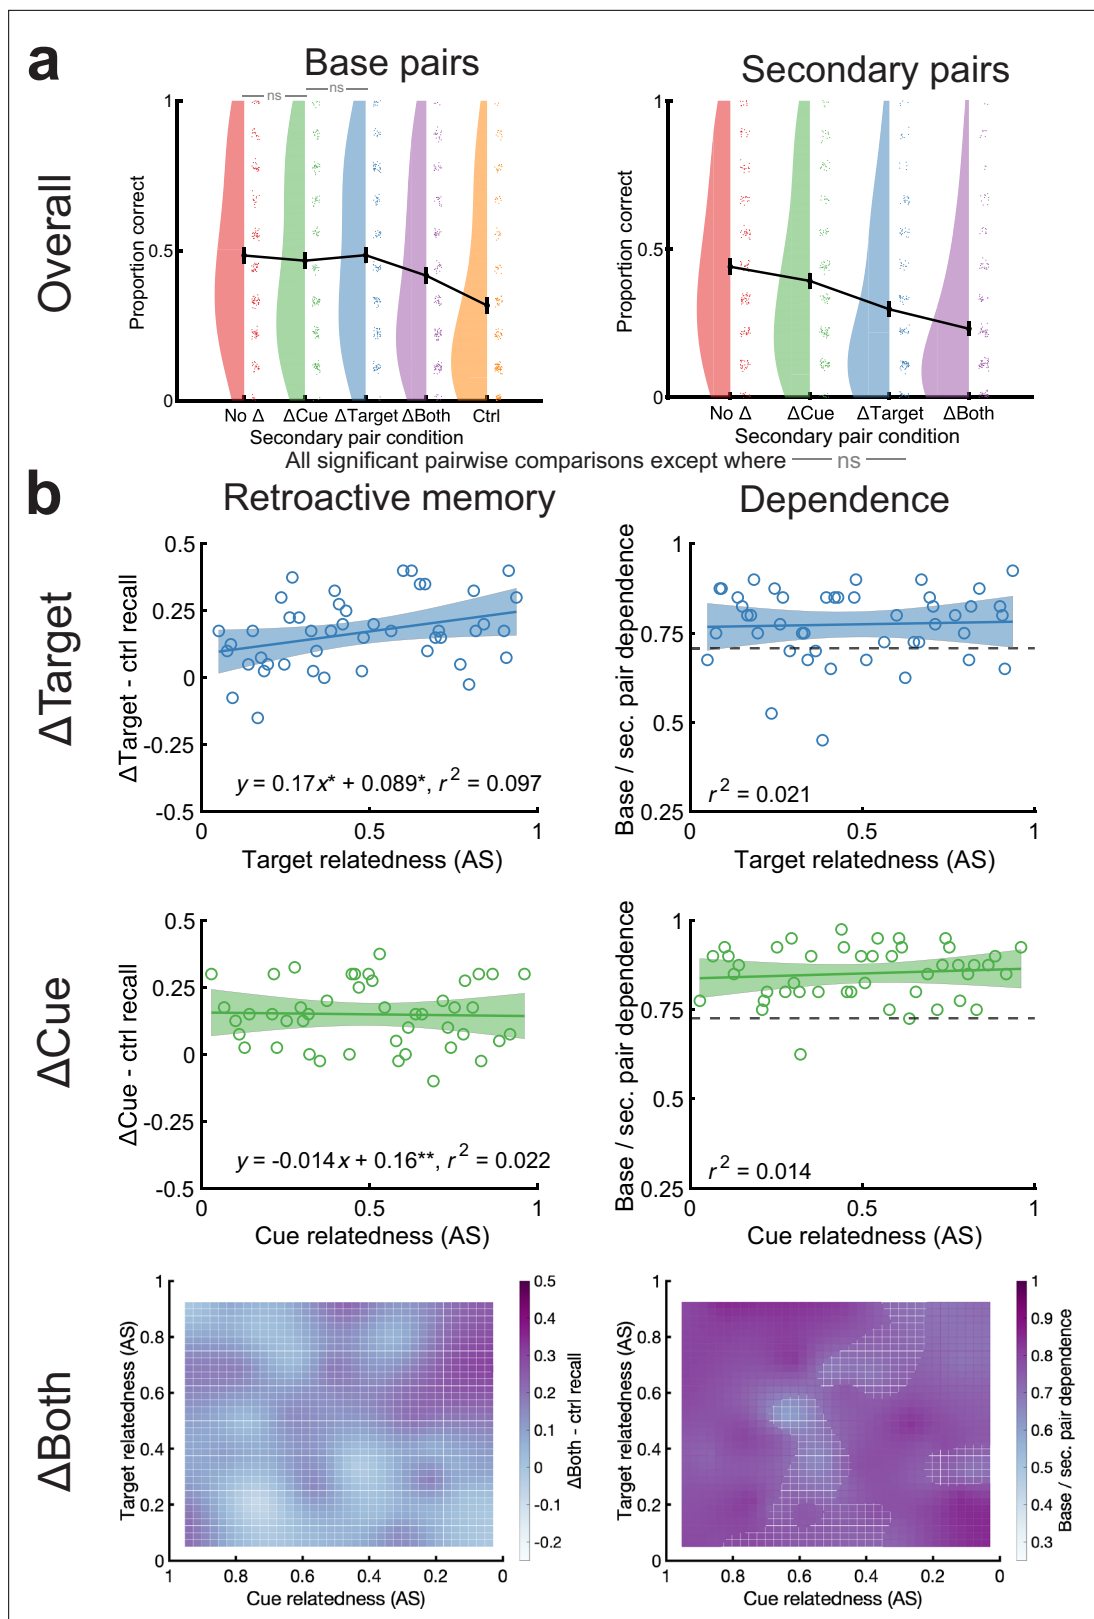 a
Base pairs
Secondary pairs
Overall
ns
ns
Proportion correct
1
0.5
0
No Δ
ΔCue
ΔTarget
ΔBoth
Ctrl
Secondary pair condition
Proportion correct
1
0.5
0
No Δ
ΔCue
ΔTarget
ΔBoth
Secondary pair condition
All significant pairwise comparisons except where — ns —
b
Retroactive memory
Dependence
ΔTarget
ΔTarget - ctrl recall
0.5
0.25
0
-0.25
-0.5
y = 0.17x* + 0.089*, r² = 0.097
0
0.5
1
Target relatedness (AS)
Base / sec. pair dependence
1
0.75
0.5
0.25
r² = 0.021
0
0.5
1
Target relatedness (AS)
ΔCue
ΔCue - ctrl recall
0.5
0.25
0
-0.25
-0.5
y = -0.014x + 0.16**, r² = 0.022
0
0.5
1
Cue relatedness (AS)
Base / sec. pair dependence
1
0.75
0.5
0.25
r² = 0.014
0
0.5
1
Cue relatedness (AS)
ΔBoth
Target relatedness (AS)
1
0.8
0.6
0.4
0.2
0
1
0.8
0.6
0.4
0.2
0
Cue relatedness (AS)
0.5
0.4
0.3
0.2
0.1
0
-0.1
-0.2
ΔBoth - ctrl recall
Target relatedness (AS)
1
0.8
0.6
0.4
0.2
0
1
0.8
0.6
0.4
0.2
0
Cue relatedness (AS)
1
0.9
0.8
0.7
0.6
0.5
0.4
0.3
Base / sec. pair dependence